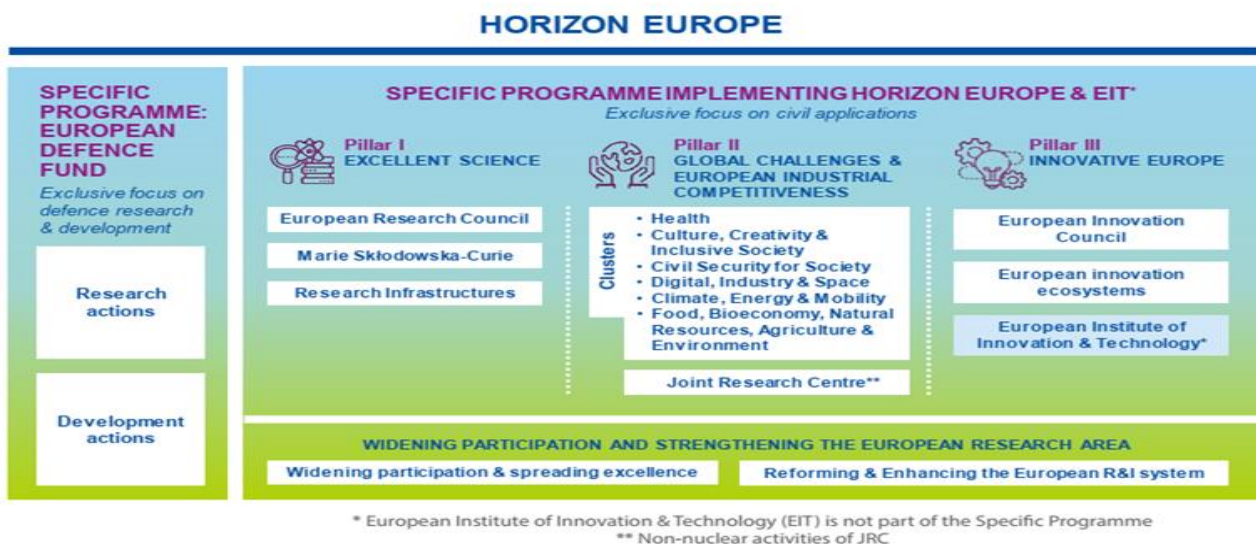 HORIZON EUROPE
SPECIFIC
PROGRAMME:
EUROPEAN
DEFENCE
FUND
Exclusive focus on
defence research
& development
Research
actions
Development
actions
SPECIFIC PROGRAMME IMPLEMENTING HORIZON EUROPE & EIT*
Exclusive focus on civil applications
Pillar I
EXCELLENT SCIENCE
European Research Council
Marie Skłodowska-Curie
Research Infrastructures
Pillar II
GLOBAL CHALLENGES &
EUROPEAN INDUSTRIAL
COMPETITIVENESS
Clusters
• Health
• Culture, Creativity &
Inclusive Society
• Civil Security for Society
• Digital, Industry & Space
• Climate, Energy & Mobility
• Food, Bioeconomy, Natural
Resources, Agriculture &
Environment
Joint Research Centre**
Pillar III
INNOVATIVE EUROPE
European Innovation
Council
European innovation
ecosystems
European Institute of
Innovation & Technology*
WIDENING PARTICIPATION AND STRENGTHENING THE EUROPEAN RESEARCH AREA
Widening participation & spreading excellence
Reforming & Enhancing the European R&I system
* European Institute of Innovation & Technology (EIT) is not part of the Specific Programme
** Non-nuclear activities of JRC